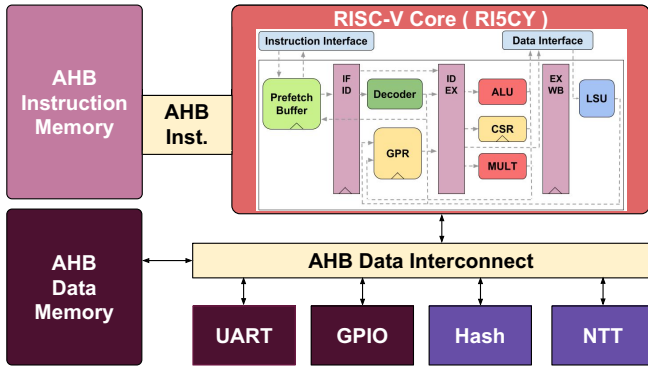 AHB
Instruction
Memory
AHB
Inst.
RISC-V Core ( RI5CY )
Instruction Interface
Data Interface
Prefetch
Buffer
IF
ID
Decoder
GPR
ID
EX
ALU
CSR
MULT
EX
WB
LSU
AHB
Data
Memory
AHB Data Interconnect
UART
GPIO
Hash
NTT